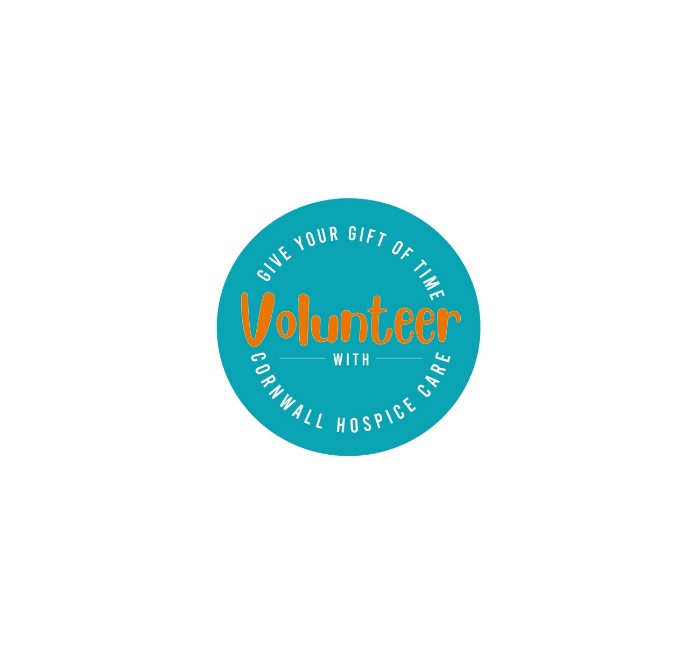 GIVE YOUR GIFT OF TIME
Volunteer
WITH
CORNWALL HOSPICE CARE